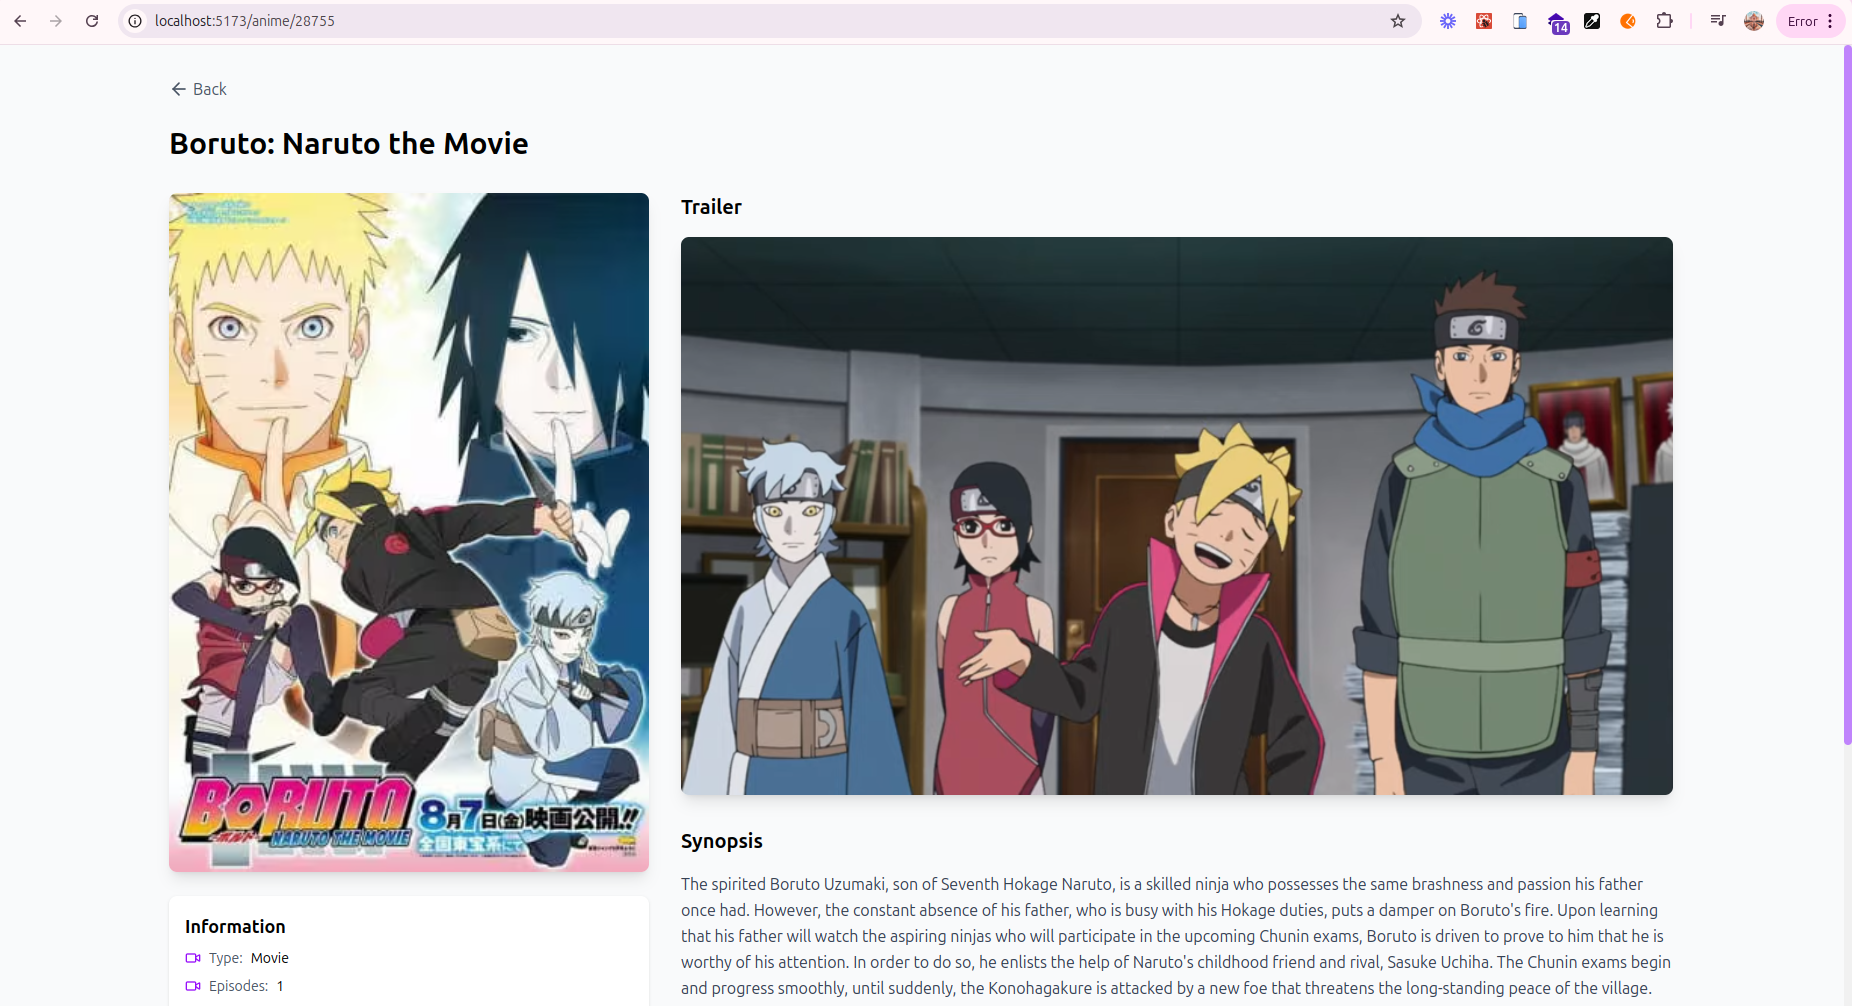 localhost:5173/anime/28755
14
Error
Back
Boruto: Naruto the Movie
BORUTO
-ボルト-
NARUTO THE MOVIE
8月7日(金)映画公開!!
全国東宝系にて
Trailer
Synopsis
The spirited Boruto Uzumaki, son of Seventh Hokage Naruto, is a skilled ninja who possesses the same brashness and passion his father
once had. However, the constant absence of his father, who is busy with his Hokage duties, puts a damper on Boruto's fire. Upon learning
that his father will watch the aspiring ninjas who will participate in the upcoming Chunin exams, Boruto is driven to prove to him that he is
worthy of his attention. In order to do so, he enlists the help of Naruto's childhood friend and rival, Sasuke Uchiha. The Chunin exams begin
and progress smoothly, until suddenly, the Konohagakure is attacked by a new foe that threatens the long-standing peace of the village.
Information
Type: Movie
Episodes: 1